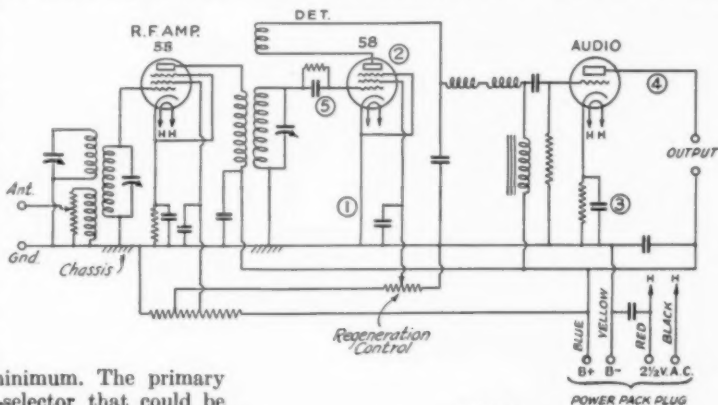 DET.
R.F. AMP.
58
58
②
AUDIO
④
⑤
H H
H H
H H
OUTPUT
Ant.
①
③
Gnd.
Chassis
H
H
Regeneration
Control
BLUE
YELLOW
RED
BLACK
B+
B-
2½V.A.C.
POWER PACK PLUG
minimum. The primary
-selector that could be